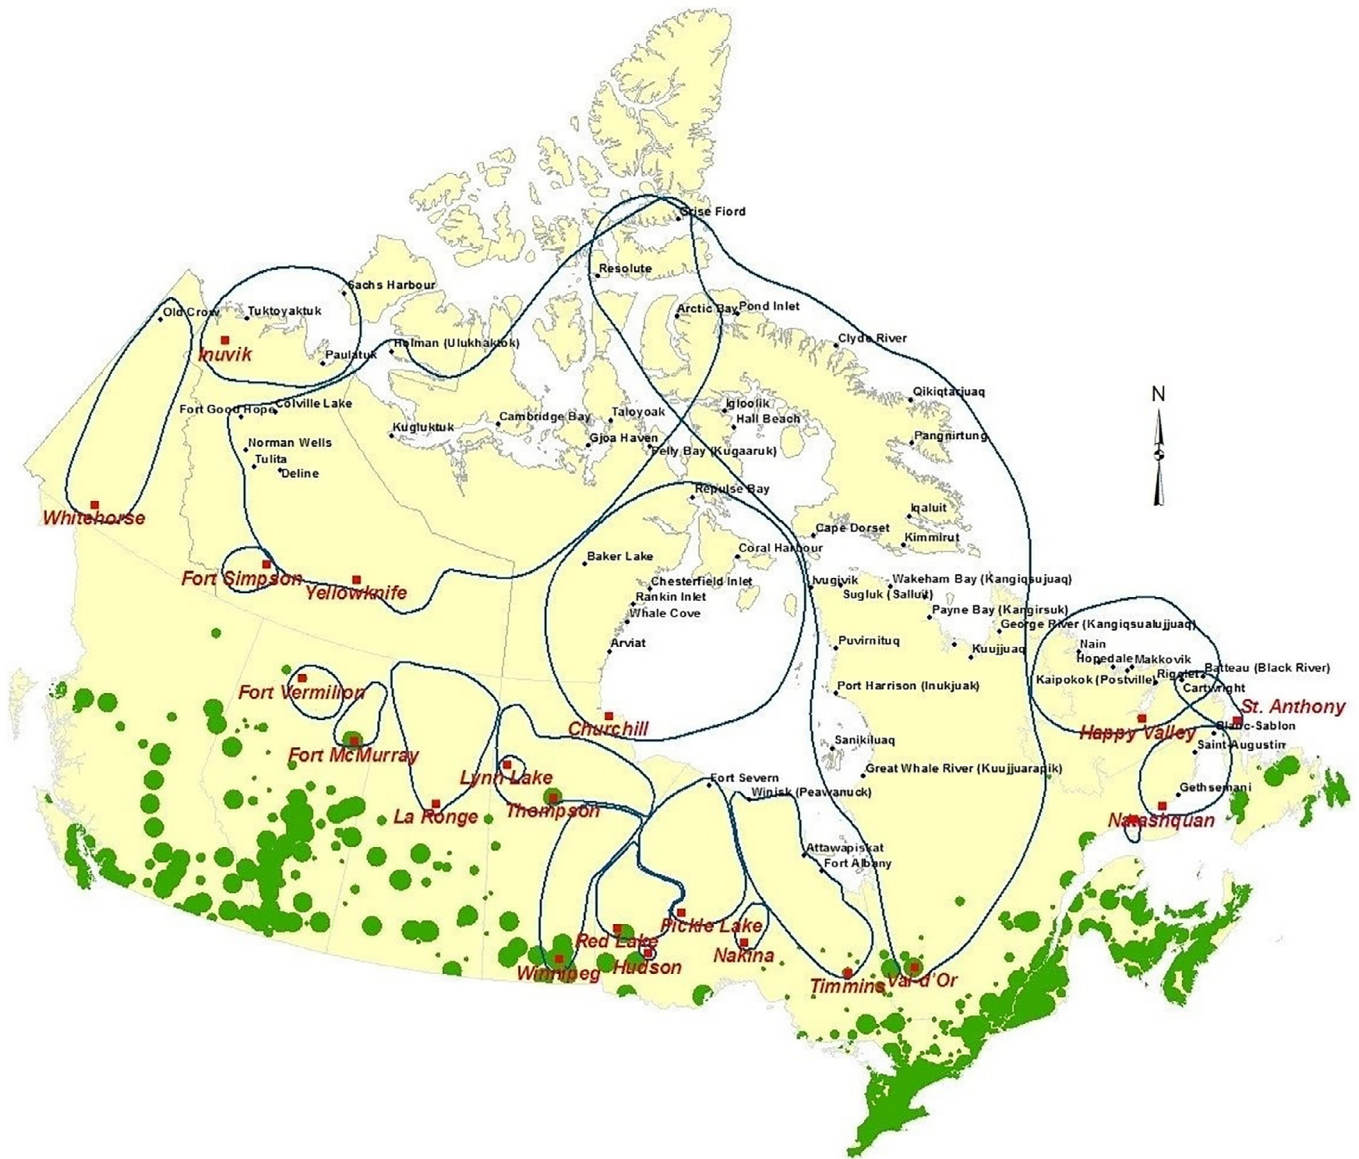 Grise Fiord
Resolute
Sachs Harbour
Old Crow
Tuktoyaktuk
Arctic Bay
Pond Inlet
Inuvik
Paulatuk
Holman (Ulukhaktok)
Clyde River
N
Fort Good Hope
Colville Lake
Kugluktuk
Cambridge Bay
Taloyoak
Igloolik
Hall Beach
Qikiqtarjuaq
Norman Wells
Tulita
Deline
Gjoa Haven
Pelly Bay (Kugaaruk)
Pangnirtung
Whitehorse
Repulse Bay
Iqaluit
Cape Dorset
Kimmirut
Baker Lake
Coral Harbour
Fort Simpson
Yellowknife
Chesterfield Inlet
Rankin Inlet
Whale Cove
Ivugivik
Sugluk (Salluit)
Wakeham Bay (Kangiqsujuaq)
Payne Bay (Kangirsuk)
George River (Kangiqsualujjuaq)
Arviat
Puvirnituq
Kuujjuaq
Nain
Hopedale
Makkovik
Batteau (Black River)
Kaipokok (Postville)
Rigolet
Cartwright
Fort Vermilion
Port Harrison (Inukjuak)
St. Anthony
Churchill
Happy Valley
Blanc-Sablon
Fort McMurray
Sanikiluaq
Saint-Augustin
Lynn Lake
Great Whale River (Kuujjuarapik)
Fort Severn
Winisk (Peawanuck)
Gethsemani
La Ronge
Thompson
Natashquan
Attawapiskat
Fort Albany
Pickle Lake
Red Lake
Hudson
Nakina
Winnipeg
Timmins
Val-d'Or